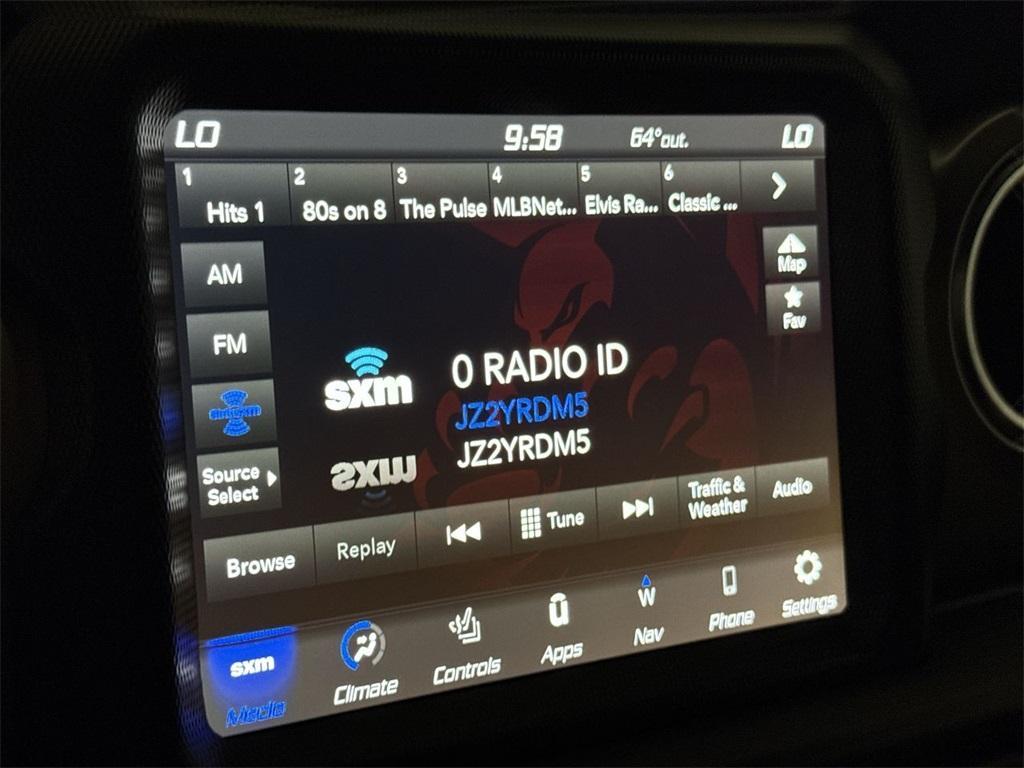 LO 9:58 64°out. LO
1 2 3 4 5 6
Hits 1 80s on 8 The Pulse MLBNet... Elvis Ra... Classic ...
AM
Map
Fav
FM
sxm
0 RADIO ID
JZ2YRDM5
JZ2YRDM5
siriusxm
Source
Select
Browse
Replay
Tune
Traffic &
Weather
Audio
sxm
Media
Climate
Controls
û
Apps
W
Nav
Phone
Settings